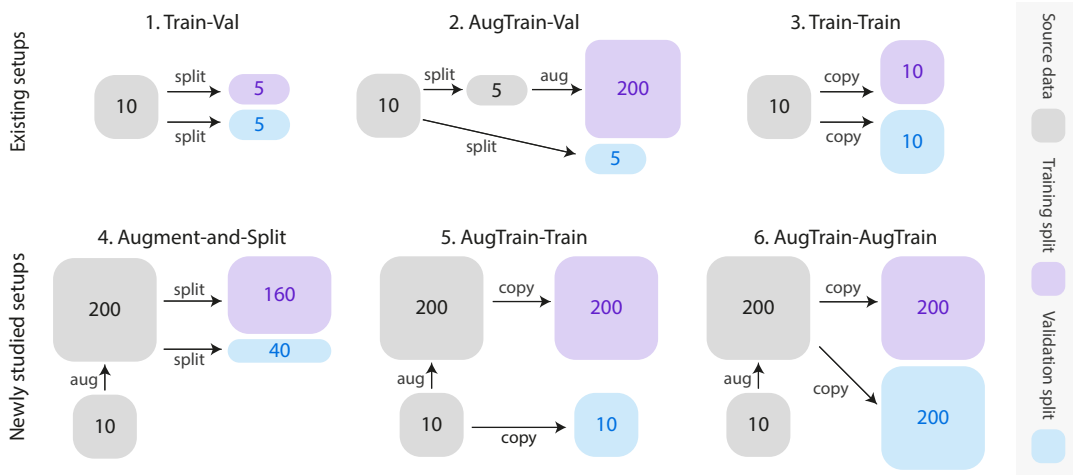 Existing setups
1. Train-Val
10
split
split
5
5
2. AugTrain-Val
10
split
5
aug
200
split
5
3. Train-Train
10
copy
copy
10
10
Newly studied setups
4. Augment-and-Split
200
split
split
160
40
aug
10
5. AugTrain-Train
200
copy
200
aug
10
copy
10
6. AugTrain-AugTrain
200
copy
200
copy
aug
10
200
Source data
Training split
Validation split